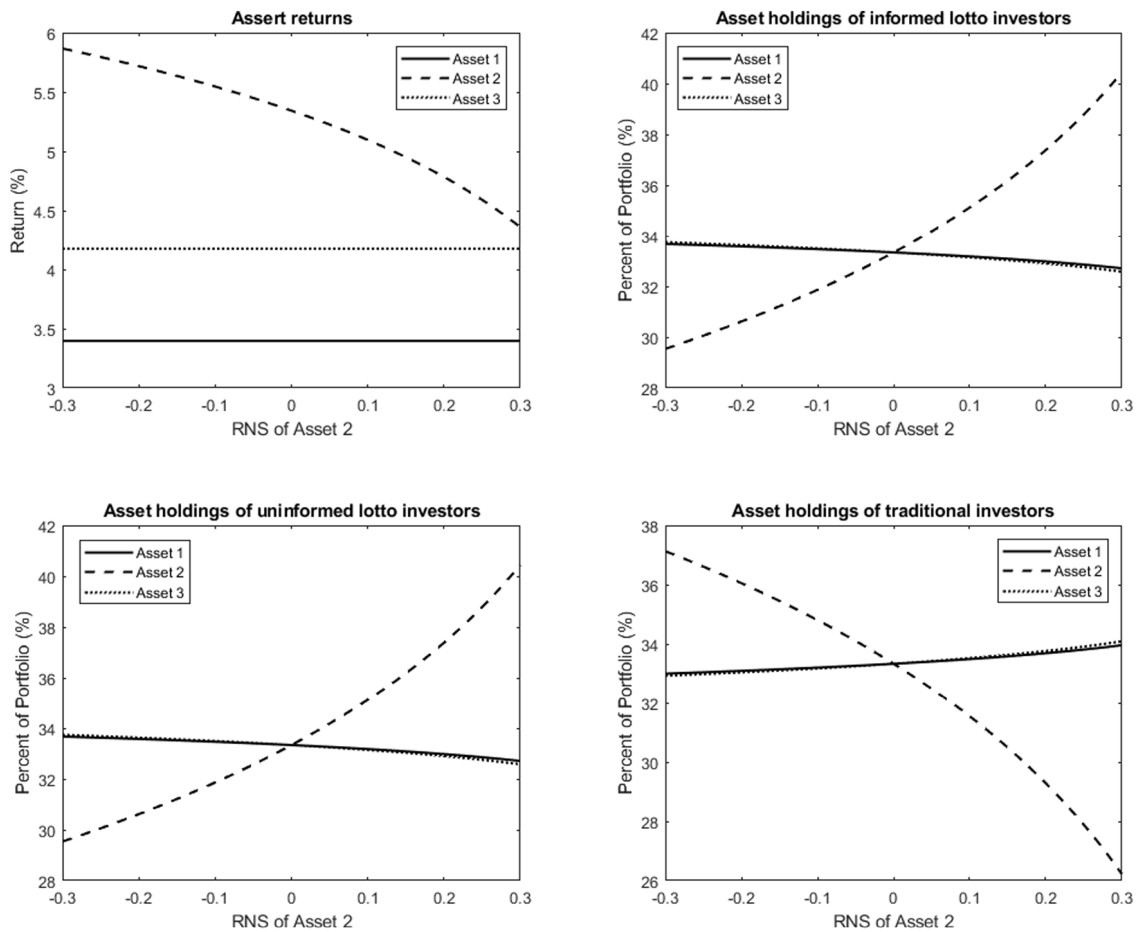 Assert returns
6
5.5
5
4.5
4
3.5
3
Return (%)
Asset 1
Asset 2
Asset 3
-0.3 -0.2 -0.1 0 0.1 0.2 0.3
RNS of Asset 2
Asset holdings of informed lotto investors
42
40
38
36
34
32
30
28
Percent of Portfolio (%)
Asset 1
Asset 2
Asset 3
-0.3 -0.2 -0.1 0 0.1 0.2 0.3
RNS of Asset 2
Asset holdings of uninformed lotto investors
42
40
38
36
34
32
30
28
Percent of Portfolio (%)
Asset 1
Asset 2
Asset 3
-0.3 -0.2 -0.1 0 0.1 0.2 0.3
RNS of Asset 2
Asset holdings of traditional investors
38
36
34
32
30
28
26
Percent of Portfolio (%)
Asset 1
Asset 2
Asset 3
-0.3 -0.2 -0.1 0 0.1 0.2 0.3
RNS of Asset 2